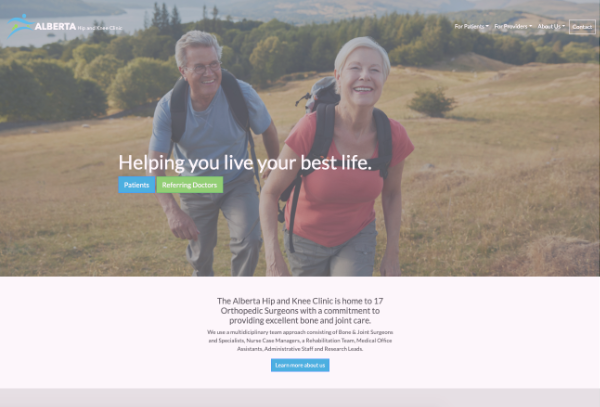 ALBERTA Hip and Knee Clinic
For Patients For Providers About Us Contact
Helping you live your best life.
Patients Referring Doctors
The Alberta Hip and Knee Clinic is home to 17
Orthopedic Surgeons with a commitment to
providing excellent bone and joint care.
We use a multidiciplinary team approach consisting of Bone & Joint Surgeons
and Specialists, Nurse Case Managers, a Rehabilitation Team, Medical Office
Assistants, Administrative Staff and Research Leads.
Learn more about us